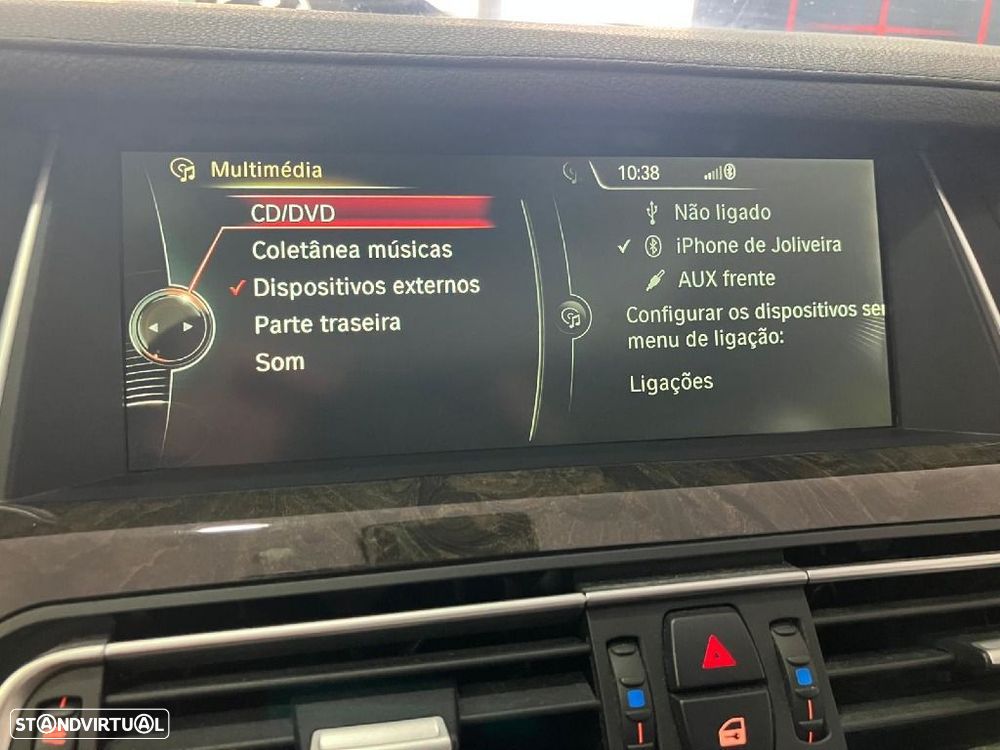 Multimédia
CD/DVD
Coletânea músicas
Dispositivos externos
Parte traseira
Som
10:38
Não ligado
iPhone de Joliveira
AUX frente
Configurar os dispositivos
menu de ligação:
Ligações
STANDVIRTUAL